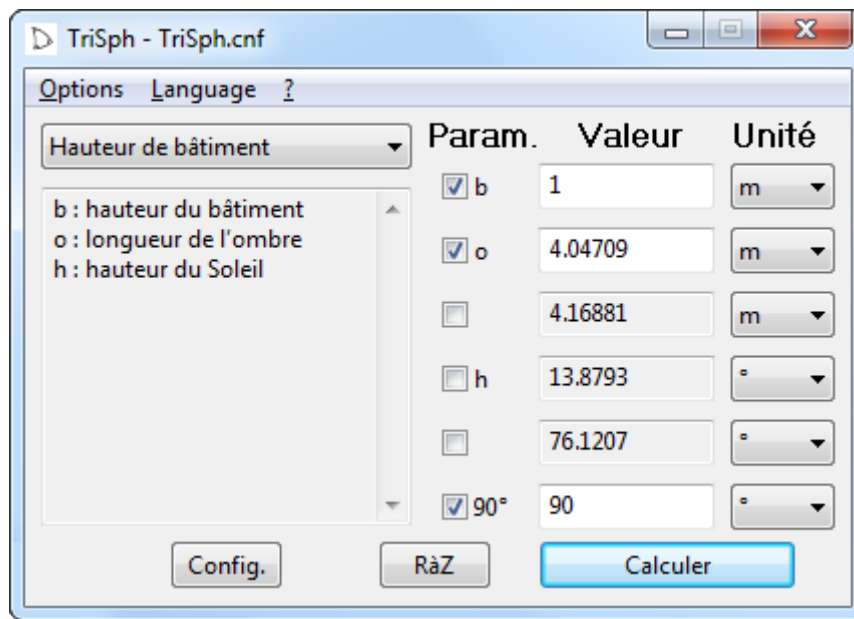 TriSph - TriSph.cnf
Options Language ?
Hauteur de bâtiment
Param. Valeur Unité
b : hauteur du bâtiment
o : longueur de l'ombre
h : hauteur du Soleil
b 1 m
o 4.04709 m
4.16881 m
h 13.8793 °
76.1207 °
90° 90 °
Config. RàZ Calculer